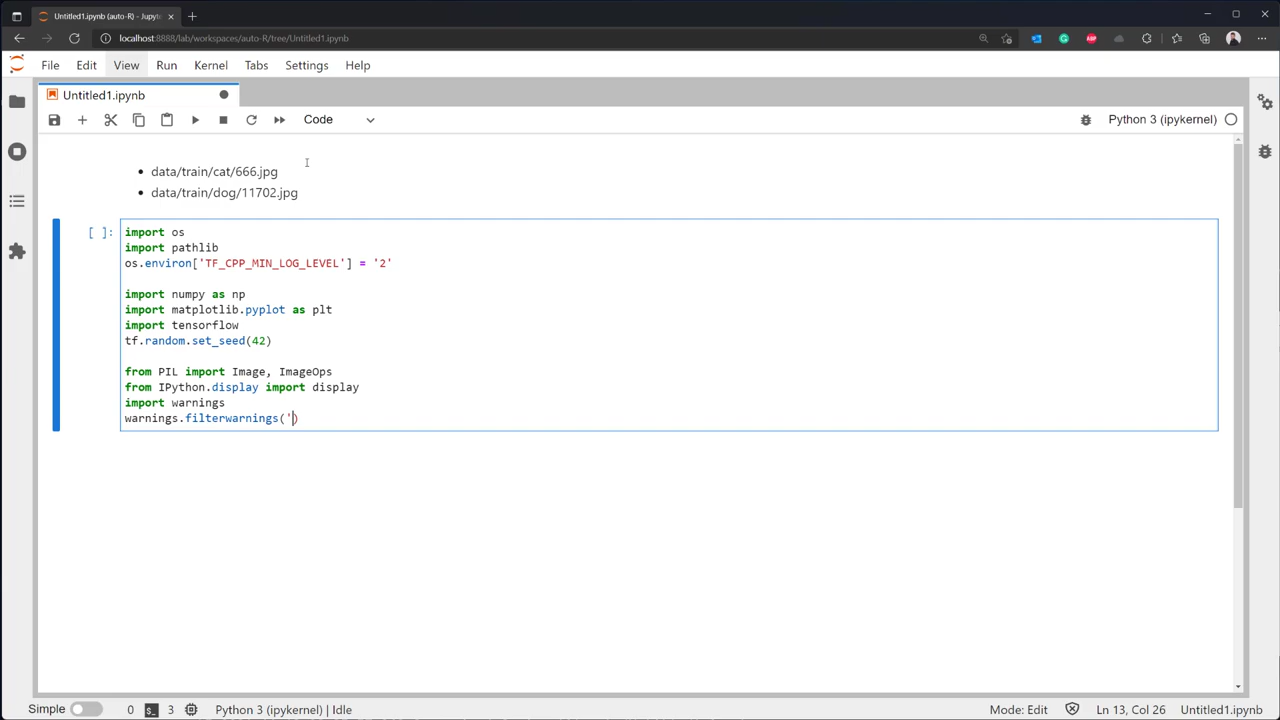 Untitled1.ipynb (auto-R) - Jupyte
localhost:8888/lab/workspaces/auto-R/tree/Untitled1.ipynb
File Edit View Run Kernel Tabs Settings Help
Untitled1.ipynb
Code
Python 3 (ipykernel)
data/train/cat/666.jpg
data/train/dog/11702.jpg
[ ]:
import os
import pathlib
os.environ['TF_CPP_MIN_LOG_LEVEL'] = '2'
import numpy as np
import matplotlib.pyplot as plt
import tensorflow
tf.random.set_seed(42)
from PIL import Image, ImageOps
from IPython.display import display
import warnings
warnings.filterwarnings(')
Simple 0 3 Python 3 (ipykernel) | Idle Mode: Edit Ln 13, Col 26 Untitled1.ipynb